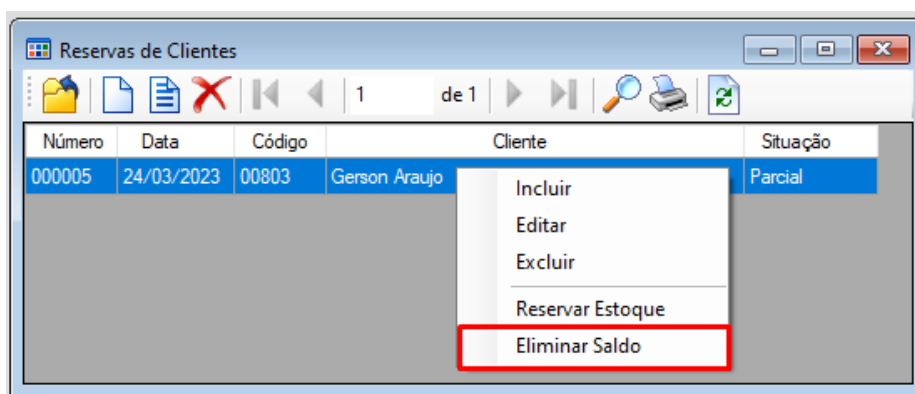 Reservas de Clientes
1 de 1
Número Data Código Cliente Situação
000005 24/03/2023 00803 Gerson Araujo Parcial
Incluir
Editar
Excluir
Reservar Estoque
Eliminar Saldo